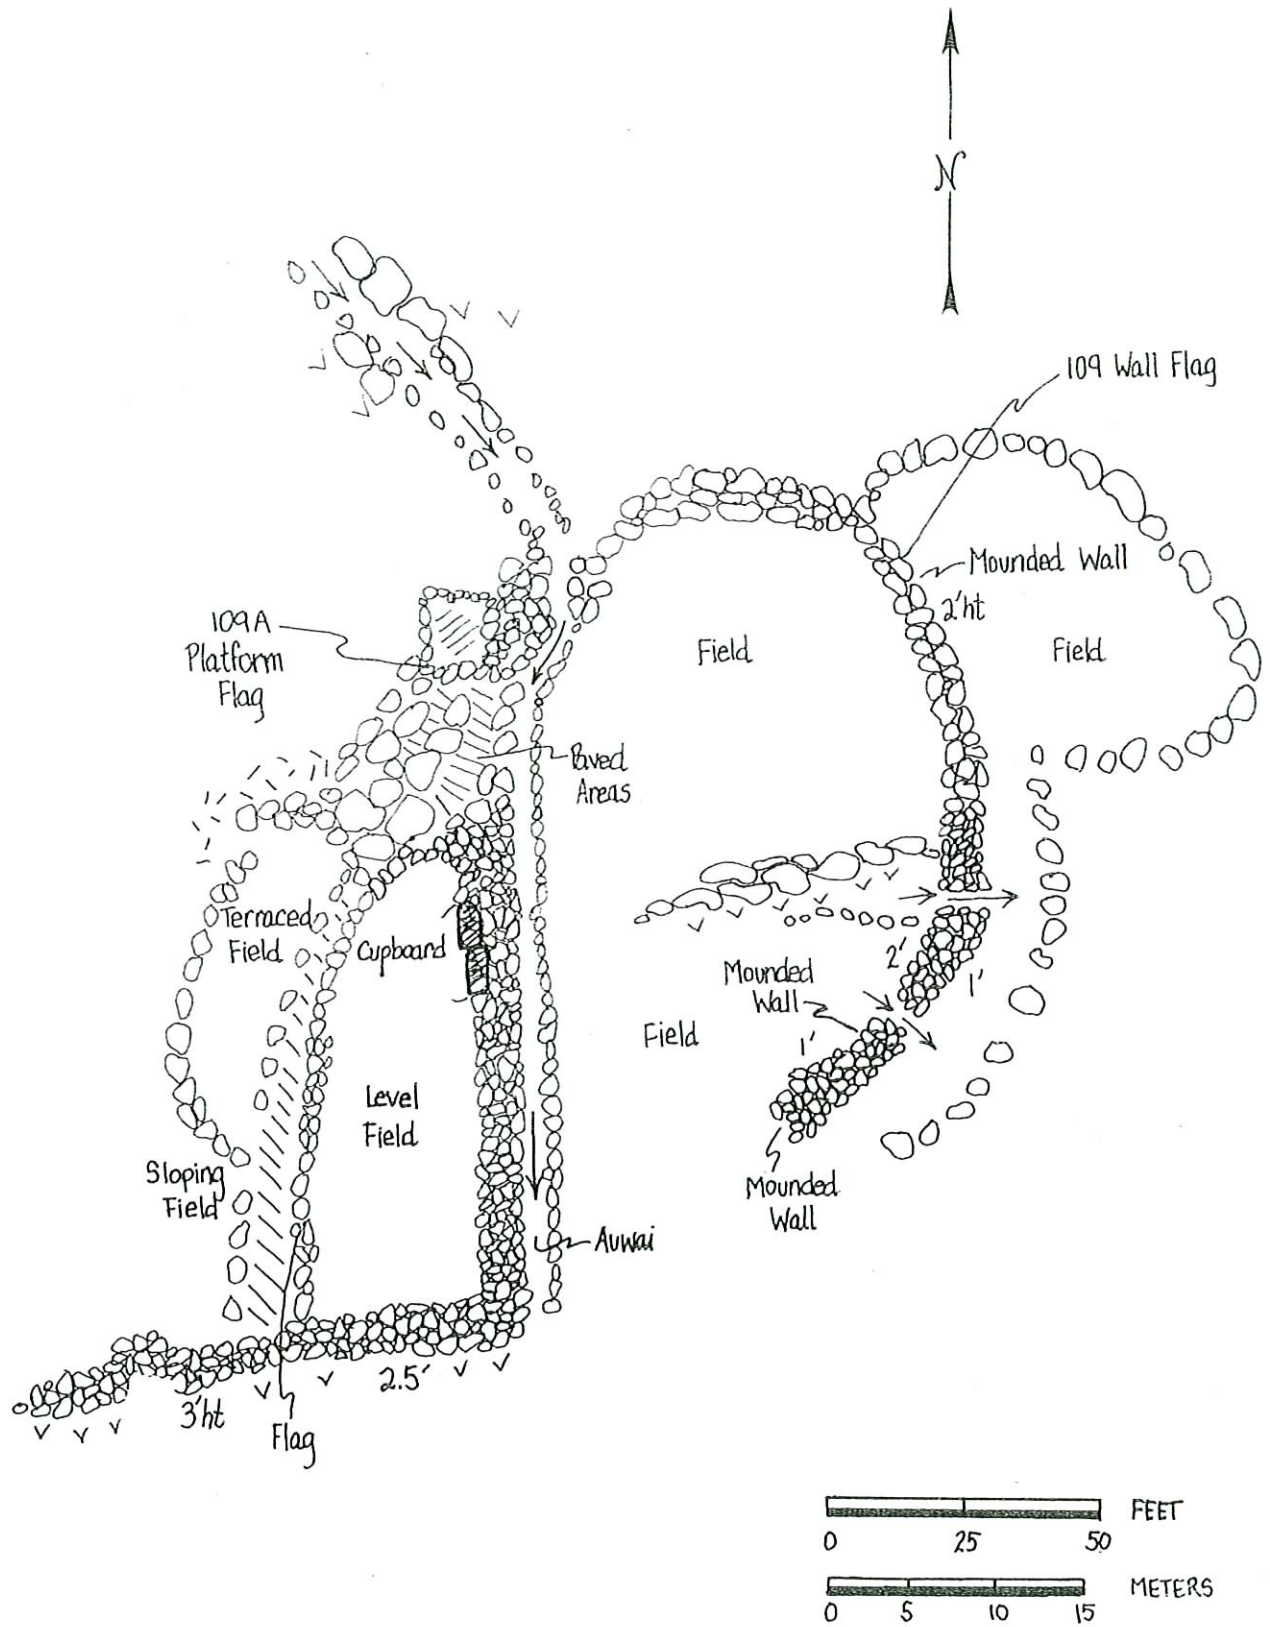 N
109 Wall Flag
Mounded Wall
2'ht
109A
Platform
Flag
Field
Field
Paved
Areas
Terraced
Field
Cupboard
2'
1'
Mounded
Wall
Field
1'
Level
Field
Sloping
Field
Mounded
Wall
Auwai
2.5'
3'ht
Flag
FEET
0 25 50
METERS
0 5 10 15